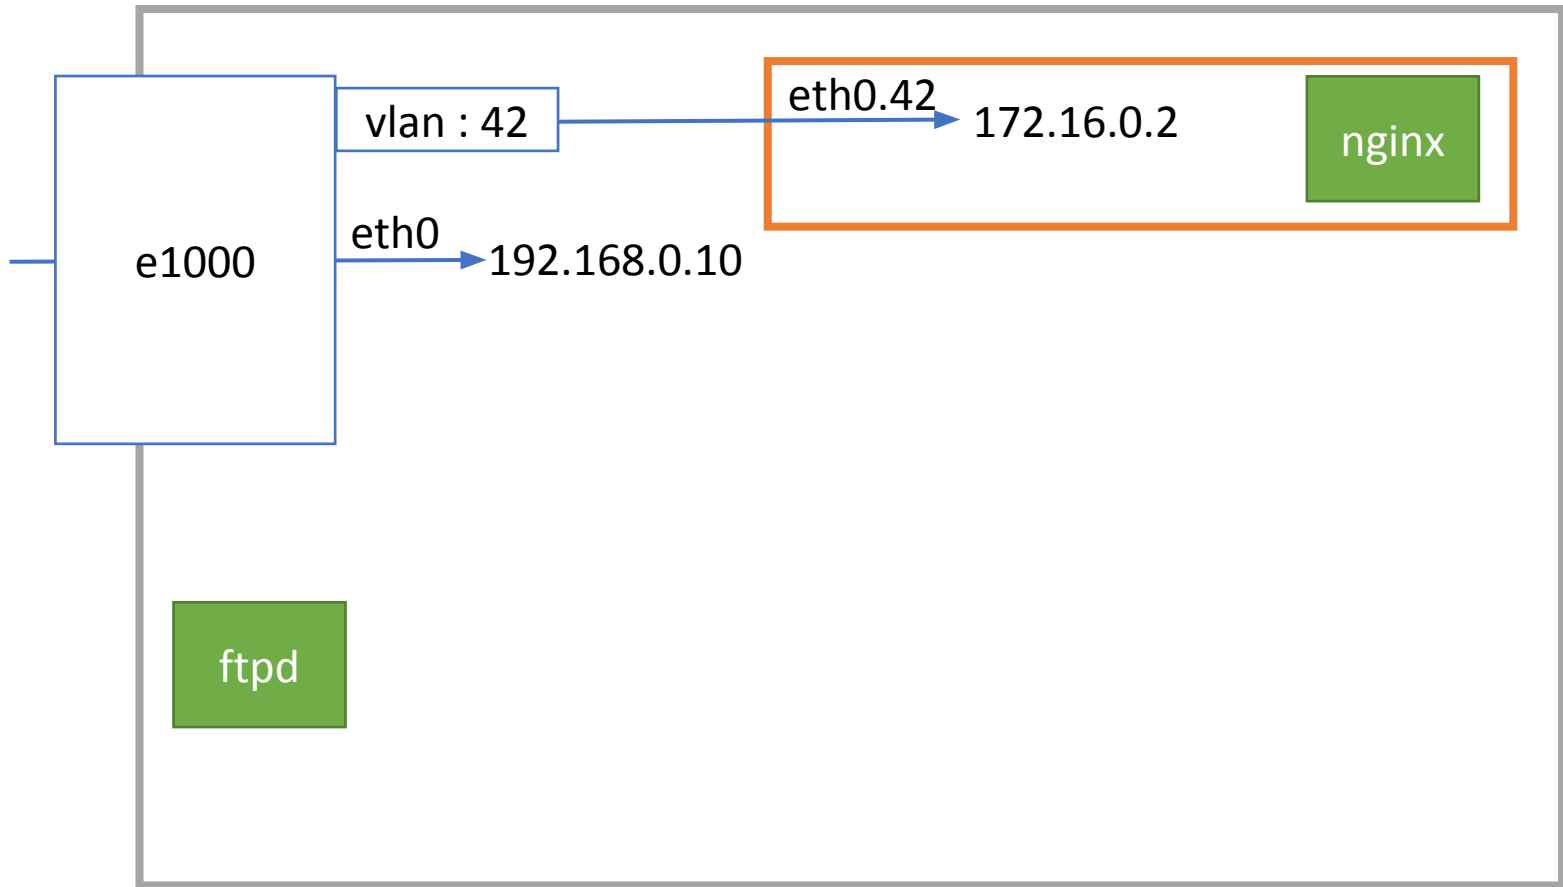 vlan : 42
eth0.42
172.16.0.2
nginx
e1000
eth0
192.168.0.10
ftpd